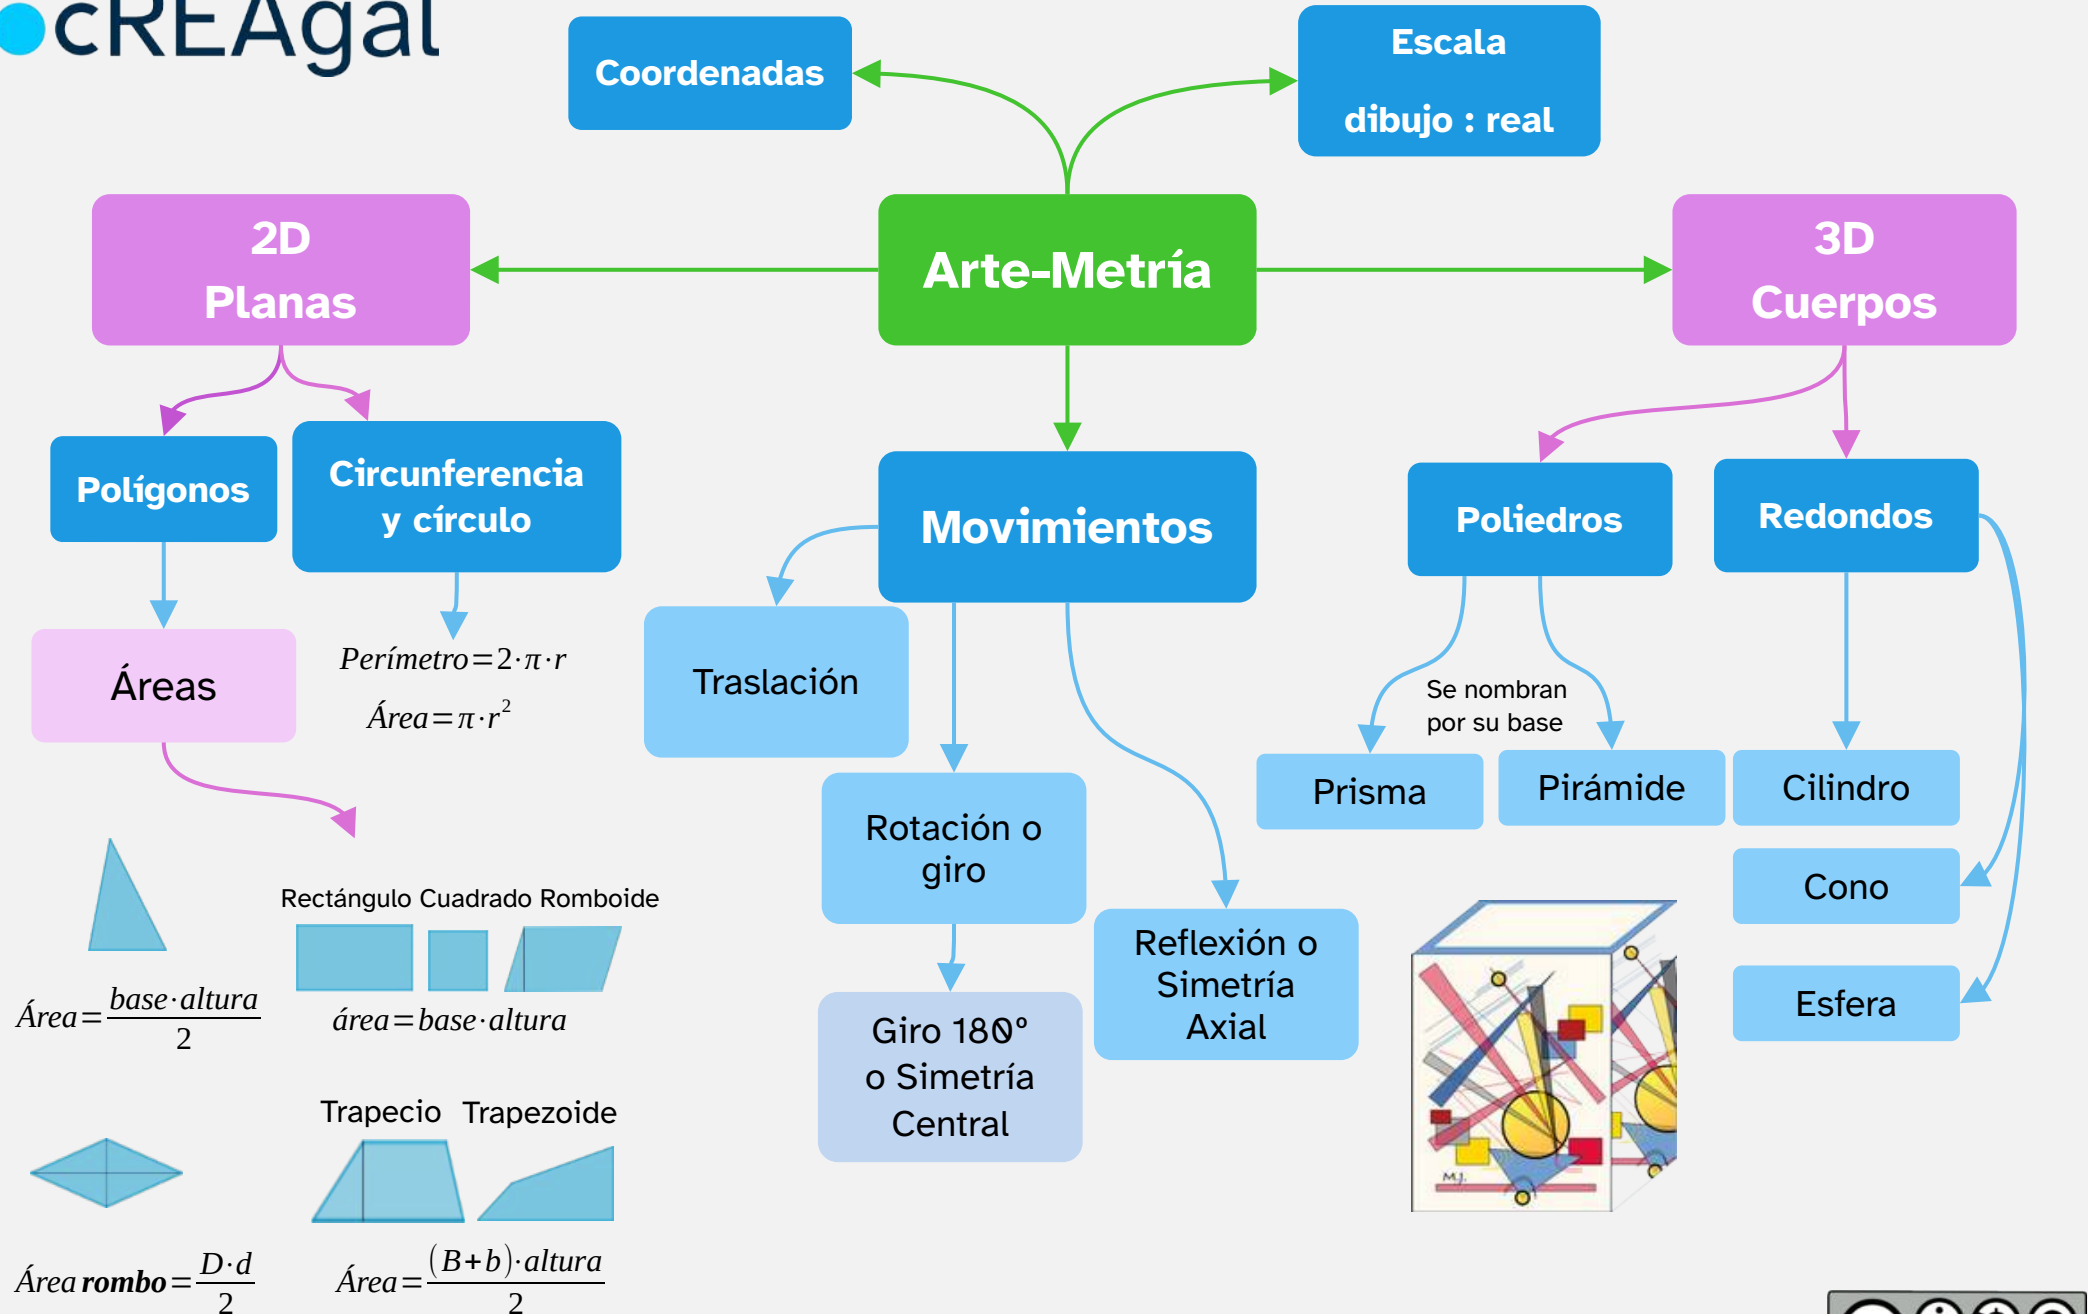 cREAgal
Coordenadas
Escala
dibujo : real
2D
Planas
Arte-Metría
3D
Cuerpos
Polígonos
Circunferencia
y círculo
Movimientos
Poliedros
Redondos
Áreas
Perímetro=2·π·r
Área=π·r²
Traslación
Se nombran
por su base
Prisma
Pirámide
Cilindro
Rotación o
giro
Cono
Reflexión o
Simetría
Axial
Esfera
Giro 180º
o Simetría
Central
Rectángulo Cuadrado Romboide
Área=base·altura/2
área=base·altura
Trapecio Trapezoide
Área rombo=D·d/2
Área=(B+b)·altura/2
M.J.